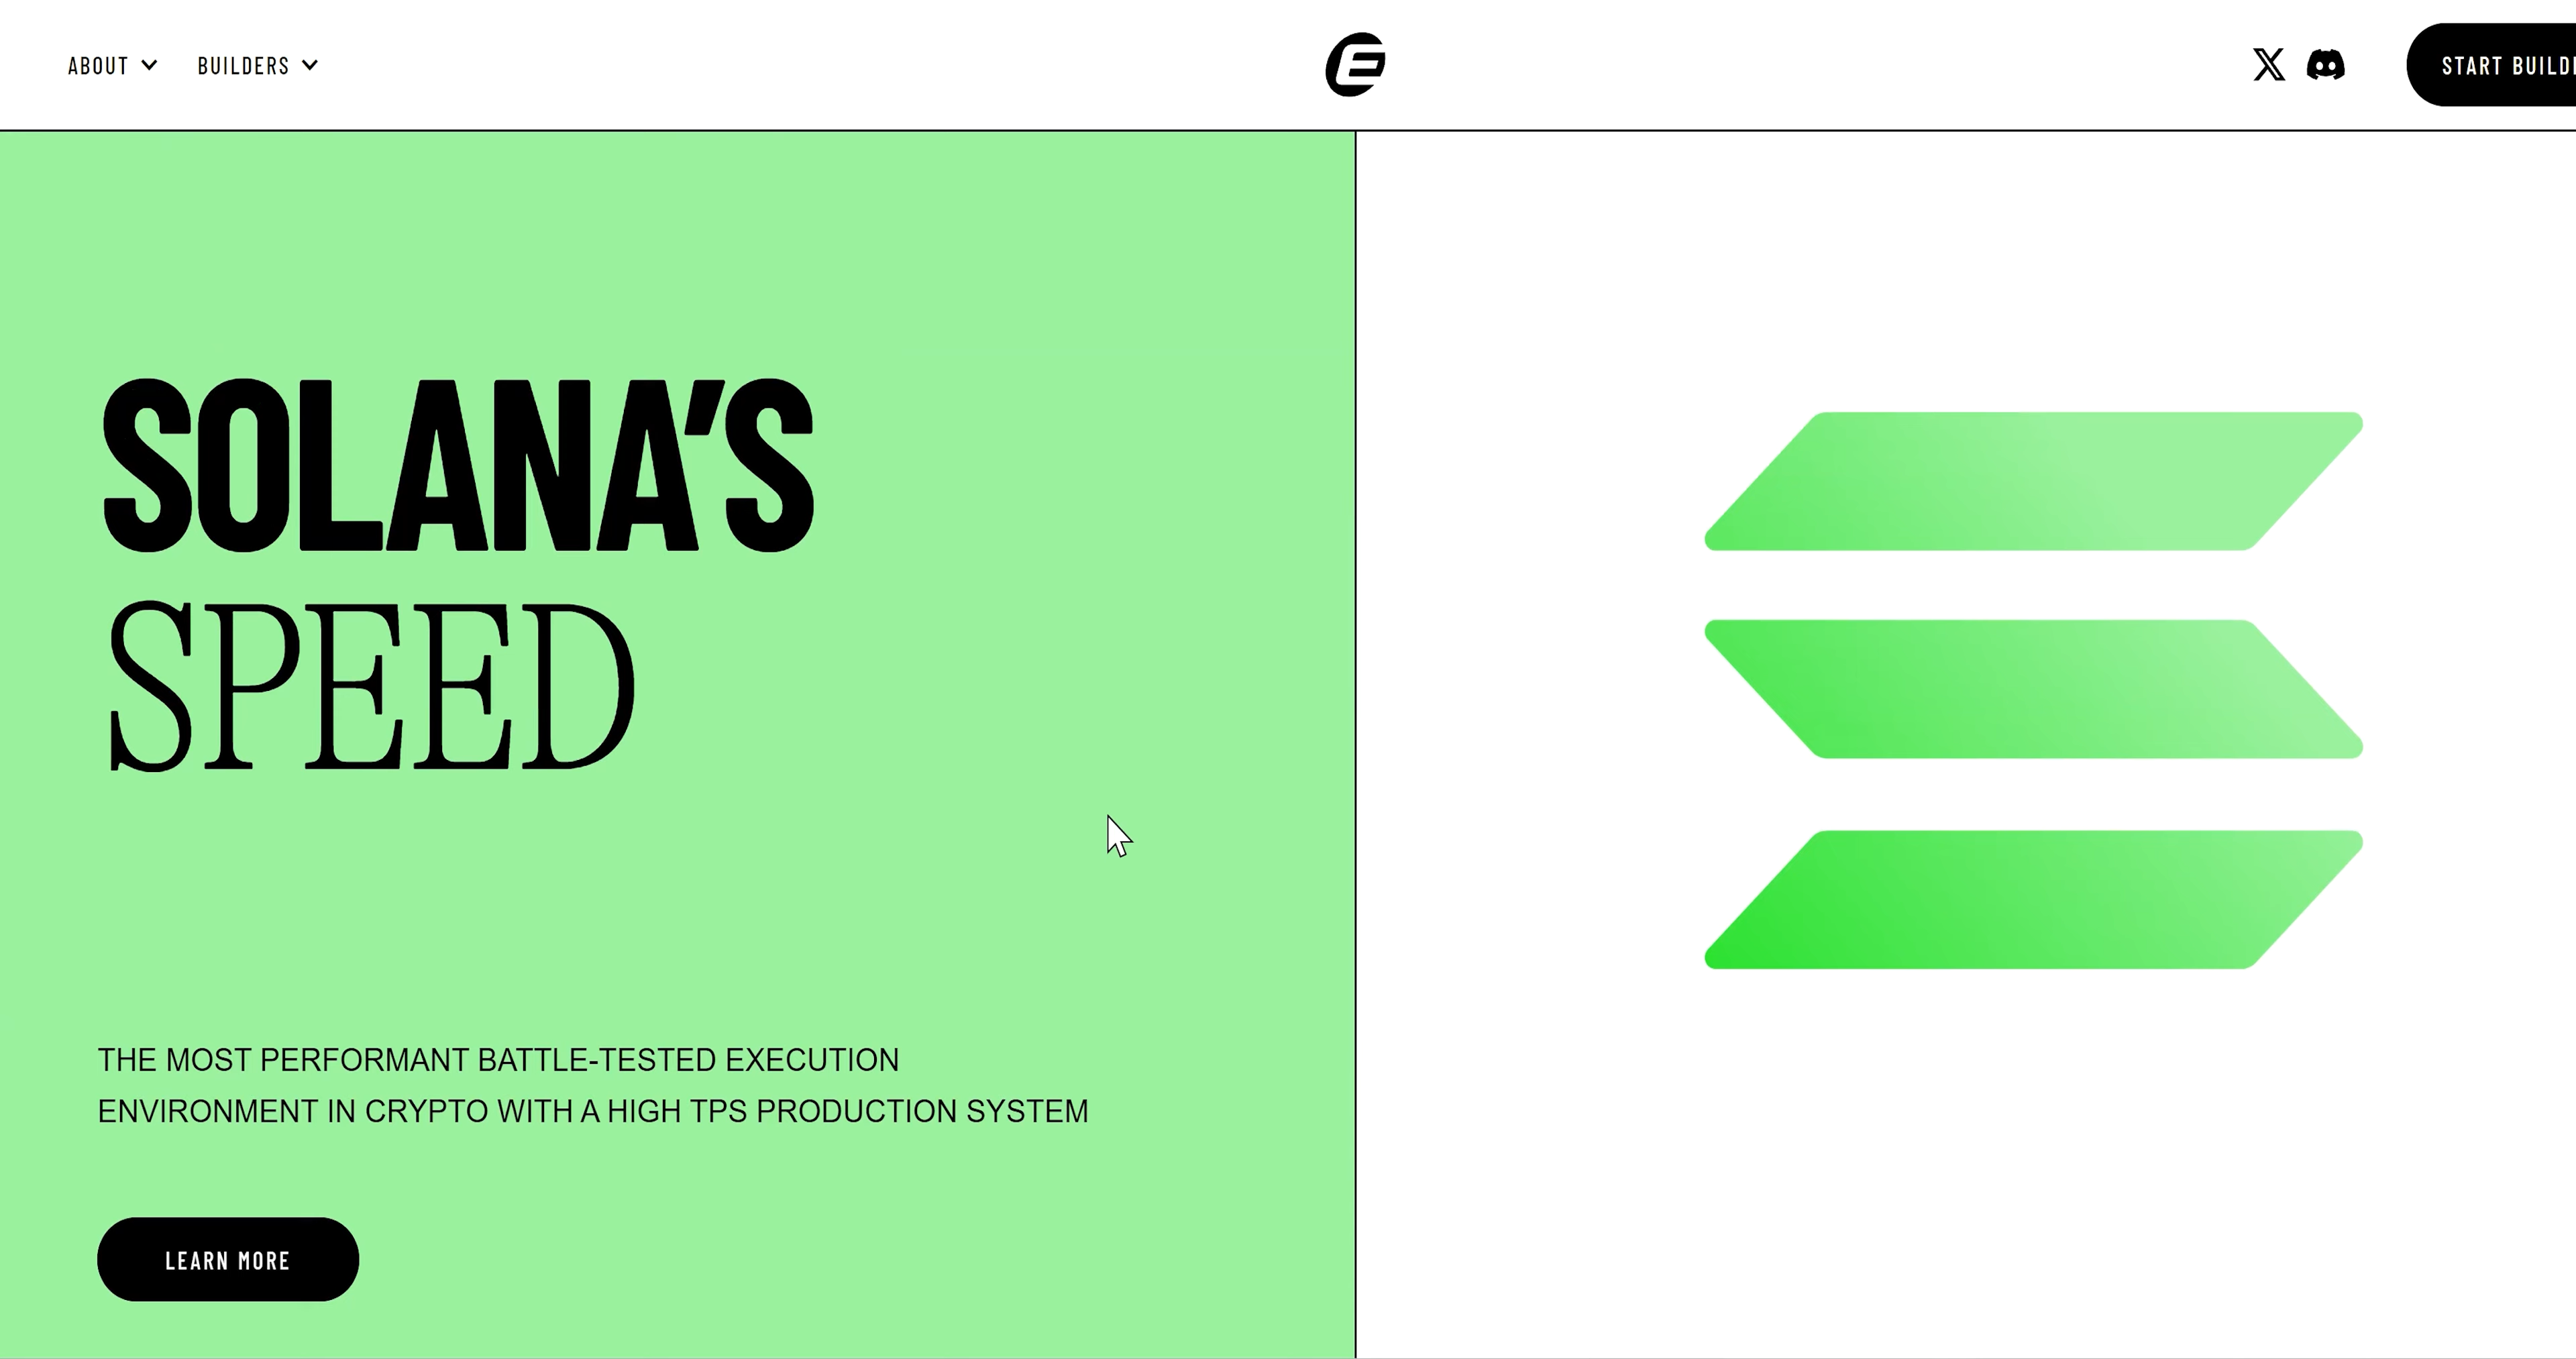 ABOUT
BUILDERS
START
SOLANA’S
SPEED
THE MOST PERFORMANT BATTLE-TESTED EXECUTION
ENVIRONMENT IN CRYPTO WITH A HIGH TPS PRODUCTION SYSTEM
LEARN MORE